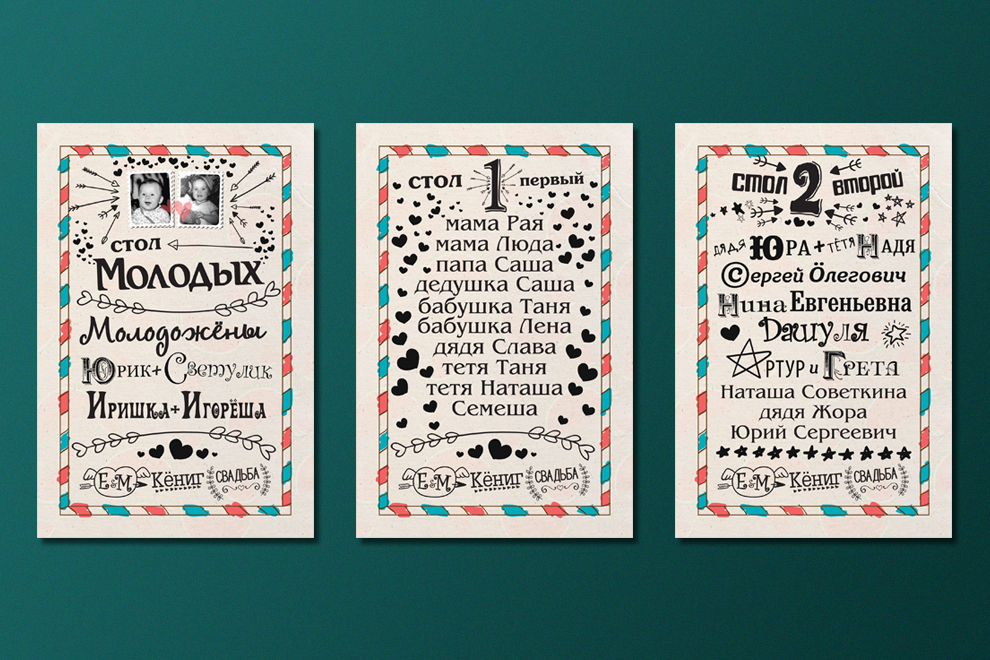 стол
Молодых
Молодожёны
Юрик+Светулик
Иришка+Игорёша
Е&М Кёниг свадьба
стол 1 первый
мама Рая
мама Люда
папа Саша
дедушка Саша
бабушка Таня
бабушка Лена
дядя Слава
тетя Таня
тетя Наташа
Семеша
Е&М Кёниг свадьба
стол 2 второй
дядя Юра+тётя Надя
©ергей Öлегович
Нина Евгеньевна
Дашуля
Артур и Грета
Наташа Советкина
дядя Жора
Юрий Сергеевич
Е&М Кёниг свадьба